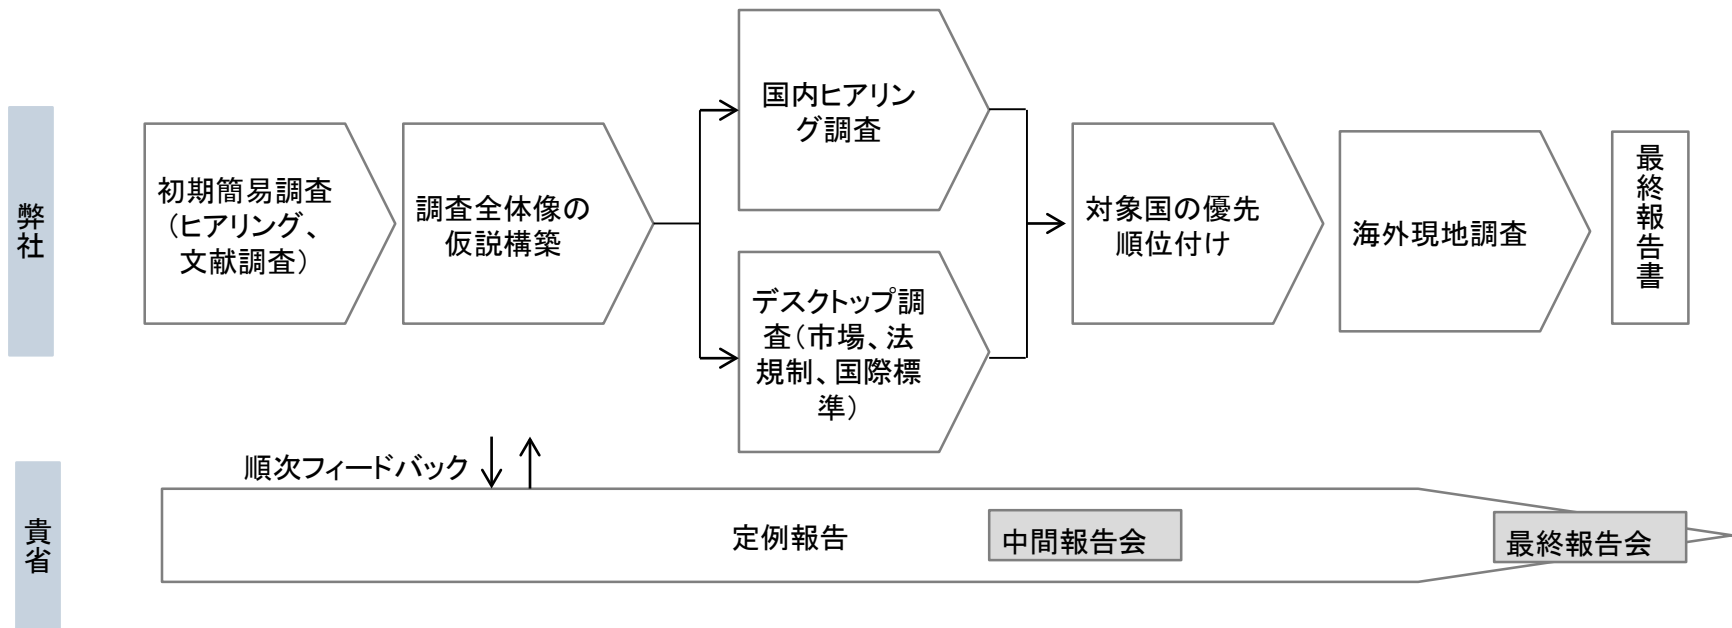 弊社
初期簡易調査
（ヒアリング、
文献調査）
調査全体像の
仮説構築
国内ヒアリン
グ調査
デスクトップ調
査（市場、法
規制、国際標
準）
対象国の優先
順位付け
海外現地調査
最終報告書
順次フィードバック
貴省
定例報告
中間報告会
最終報告会